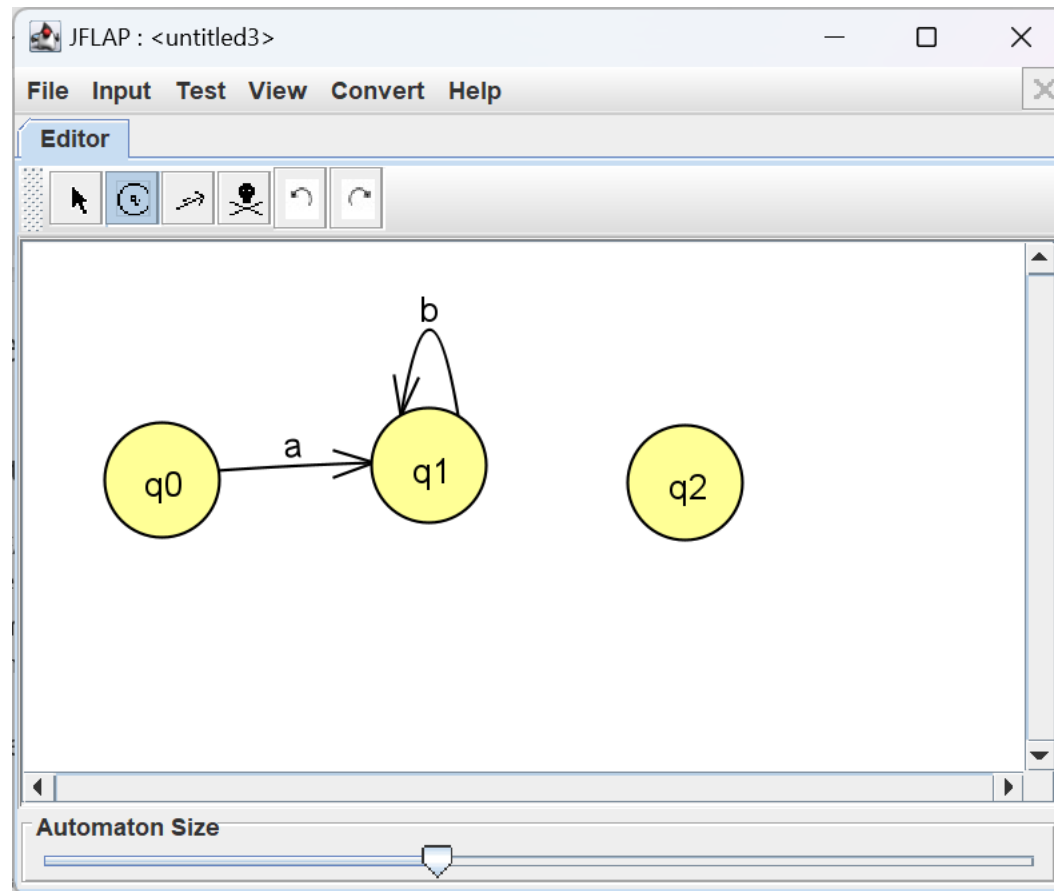 JFLAP : <untitled3>
File Input Test View Convert Help
Editor
b
a
q0
q1
q2
Automaton Size